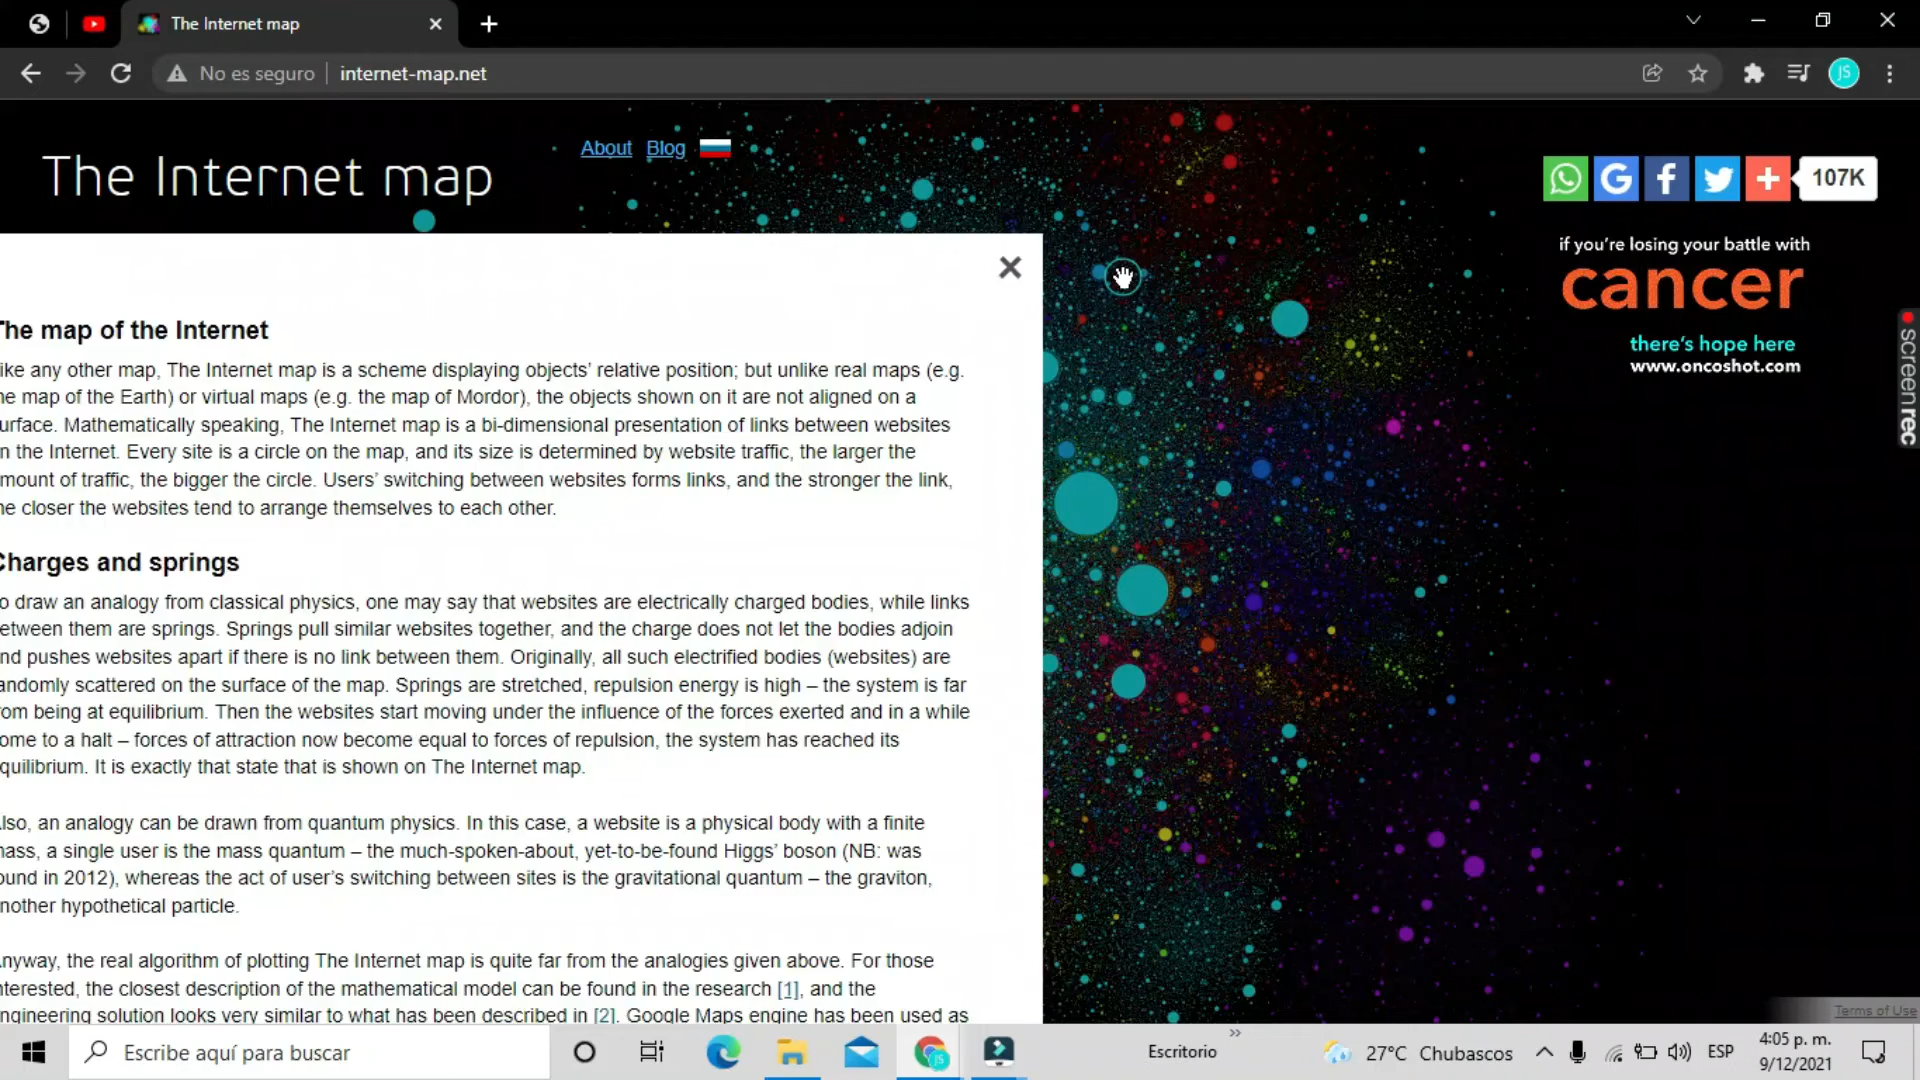 The Internet map
No es seguro
internet-map.net
JS
The Internet map
About Blog
107K
if you're losing your battle with
cancer
there's hope here
www.oncoshot.com
screenrec
The map of the Internet
ike any other map, The Internet map is a scheme displaying objects' relative position; but unlike real maps (e.g.
he map of the Earth) or virtual maps (e.g. the map of Mordor), the objects shown on it are not aligned on a
urface. Mathematically speaking, The Internet map is a bi-dimensional presentation of links between websites
n the Internet. Every site is a circle on the map, and its size is determined by website traffic, the larger the
mount of traffic, the bigger the circle. Users' switching between websites forms links, and the stronger the link,
he closer the websites tend to arrange themselves to each other.
Charges and springs
o draw an analogy from classical physics, one may say that websites are electrically charged bodies, while links
etween them are springs. Springs pull similar websites together, and the charge does not let the bodies adjoin
nd pushes websites apart if there is no link between them. Originally, all such electrified bodies (websites) are
andomly scattered on the surface of the map. Springs are stretched, repulsion energy is high – the system is far
rom being at equilibrium. Then the websites start moving under the influence of the forces exerted and in a while
ome to a halt – forces of attraction now become equal to forces of repulsion, the system has reached its
quilibrium. It is exactly that state that is shown on The Internet map.
lso, an analogy can be drawn from quantum physics. In this case, a website is a physical body with a finite
mass, a single user is the mass quantum – the much-spoken-about, yet-to-be-found Higgs' boson (NB: was
ound in 2012), whereas the act of user's switching between sites is the gravitational quantum – the graviton,
nother hypothetical particle.
nyway, the real algorithm of plotting The Internet map is quite far from the analogies given above. For those
nterested, the closest description of the mathematical model can be found in the research [1], and the
ngineering solution looks very similar to what has been described in [2]. Google Maps engine has been used as
Terms of Use
Escribe aquí para buscar
Escritorio
27°C Chubascos
ESP
4:05 p. m.
9/12/2021